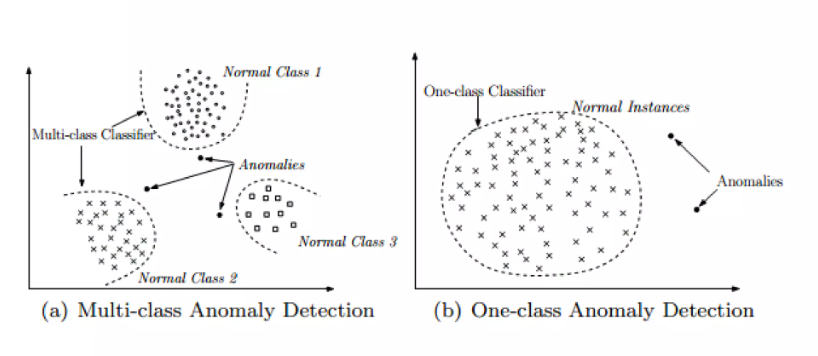 Normal Class 1
Multi-class Classifier
Anomalies
Normal Class 3
Normal Class 2
(a) Multi-class Anomaly Detection
One-class Classifier
Normal Instances
Anomalies
(b) One-class Anomaly Detection